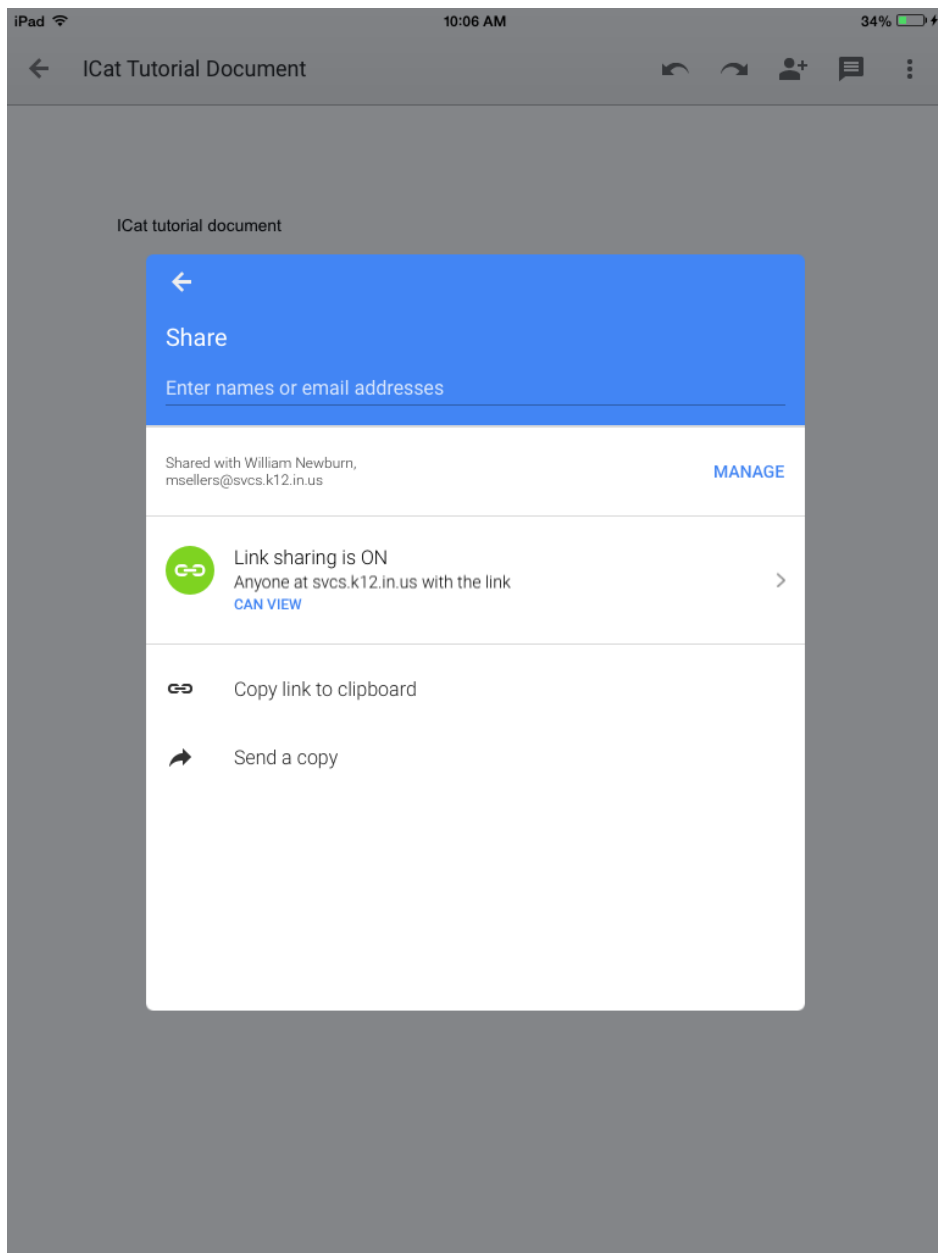 iPad 10:06 AM 34%
ICat Tutorial Document
ICat tutorial document
Share
Enter names or email addresses
Shared with William Newburn,
msellers@svcs.k12.in.us
MANAGE
Link sharing is ON
Anyone at svcs.k12.in.us with the link
CAN VIEW
Copy link to clipboard
Send a copy